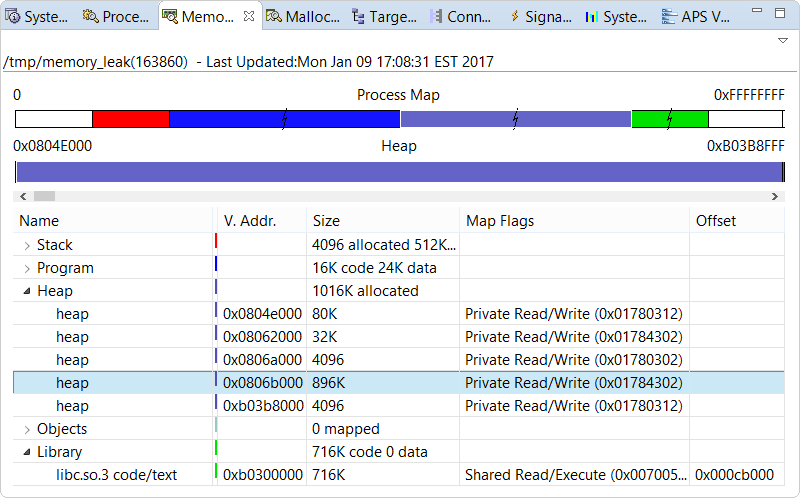 Syste... Proce... Memo... Malloc... Targe... Conn... Signa... Syste... APS V...
/tmp/memory_leak(163860) - Last Updated:Mon Jan 09 17:08:31 EST 2017
0 Process Map 0xFFFFFFFF
0x0804E000 Heap 0xB03B8FFF
Name V. Addr. Size Map Flags Offset
Stack 4096 allocated 512K...
Program 16K code 24K data
Heap 1016K allocated
heap 0x0804e000 80K Private Read/Write (0x01780312)
heap 0x08062000 32K Private Read/Write (0x01784302)
heap 0x0806a000 4096 Private Read/Write (0x01780302)
heap 0x0806b000 896K Private Read/Write (0x01784302)
heap 0xb03b8000 4096 Private Read/Write (0x01780312)
Objects 0 mapped
Library 716K code 0 data
libc.so.3 code/text 0xb0300000 716K Shared Read/Execute (0x007005... 0x000cb000